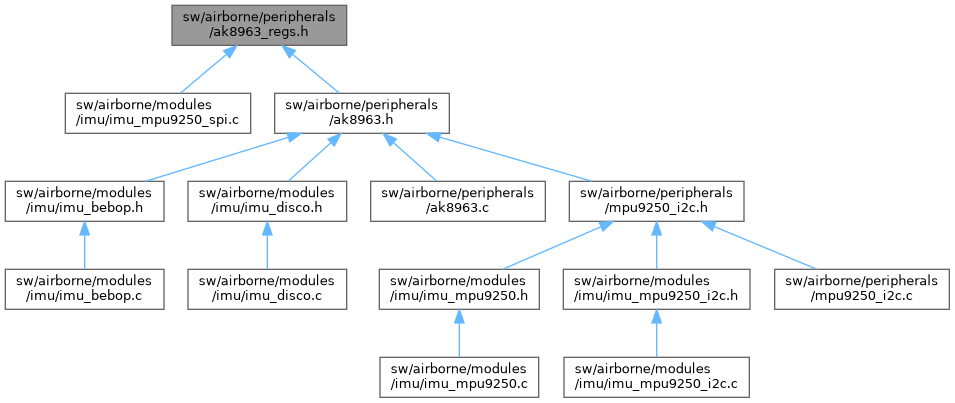 sw/airborne/peripherals
/ak8963_regs.h
sw/airborne/modules
/imu/imu_mpu9250_spi.c
sw/airborne/peripherals
/ak8963.h
sw/airborne/modules
/imu/imu_bebop.h
sw/airborne/modules
/imu/imu_disco.h
sw/airborne/peripherals
/ak8963.c
sw/airborne/peripherals
/mpu9250_i2c.h
sw/airborne/modules
/imu/imu_bebop.c
sw/airborne/modules
/imu/imu_disco.c
sw/airborne/modules
/imu/imu_mpu9250.h
sw/airborne/modules
/imu/imu_mpu9250_i2c.h
sw/airborne/peripherals
/mpu9250_i2c.c
sw/airborne/modules
/imu/imu_mpu9250.c
sw/airborne/modules
/imu/imu_mpu9250_i2c.c